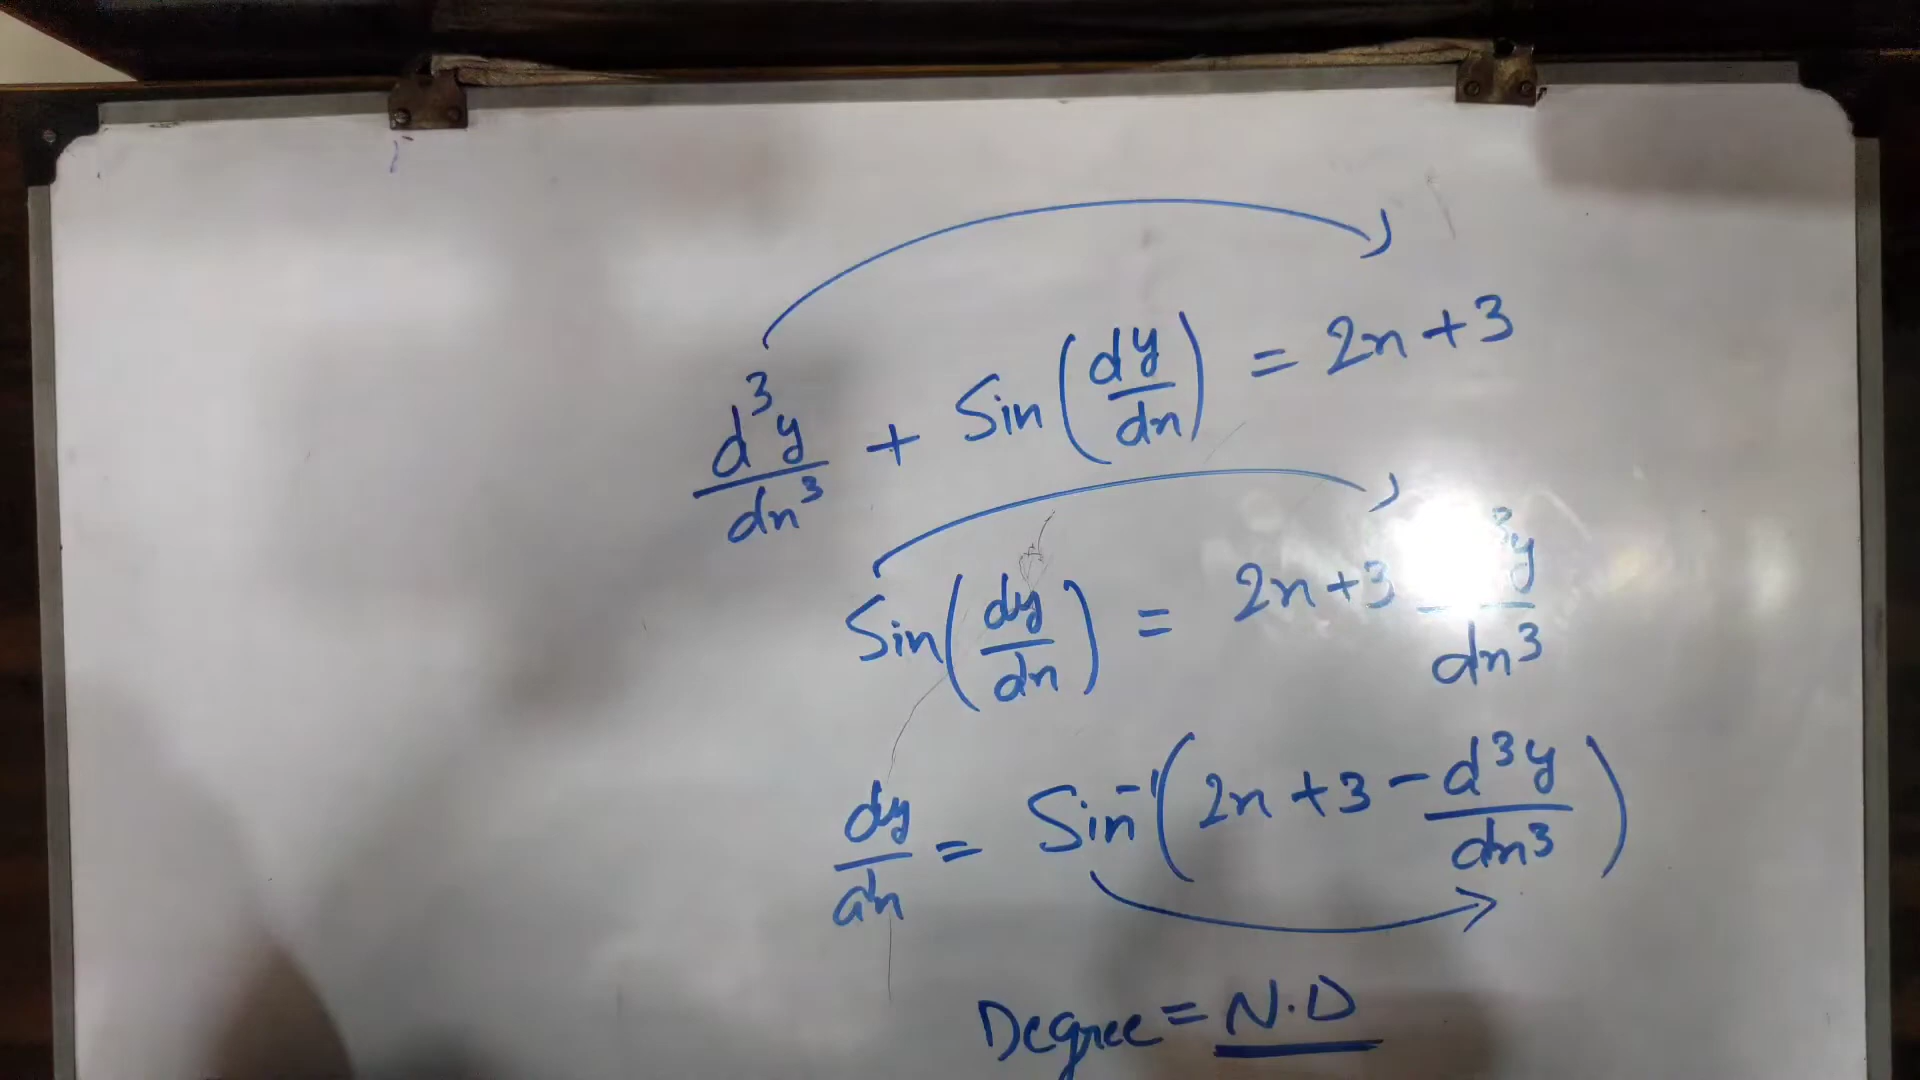 d³y/dn³ + Sin(dy/dn) = 2n+3
Sin(dy/dn) = 2n+3 ³y/dn³
dy/dn = Sin⁻¹(2n+3-d³y/dn³)
Degree = N.D